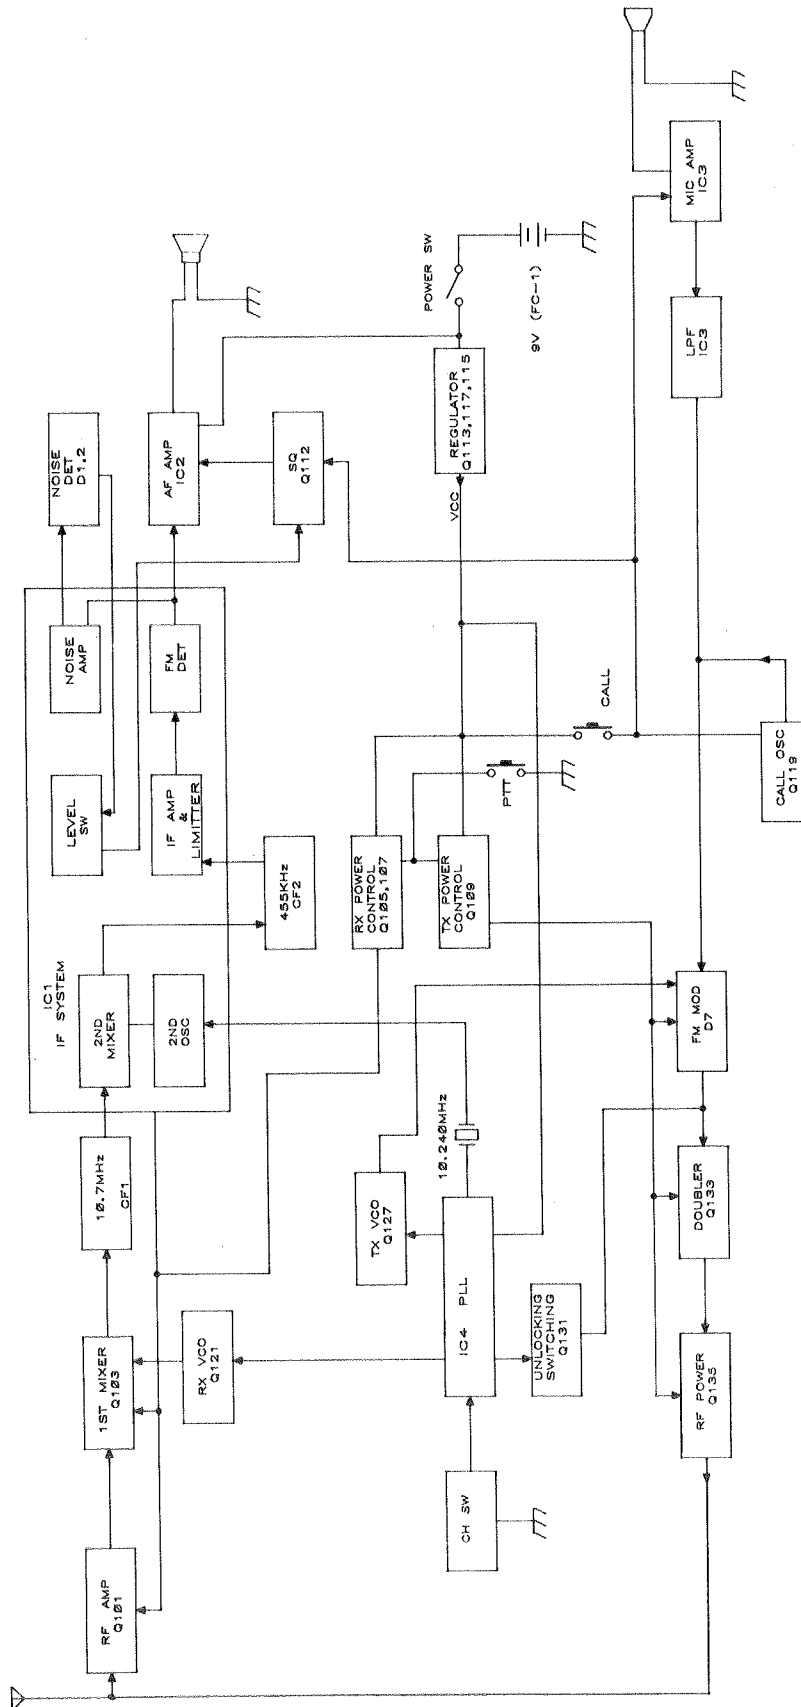 RF AMP
Q101
1ST MIXER
Q103
10.7MHz
CF1
IC1
IF SYSTEM
2ND
MIXER
2ND
OSC
LEVEL
SW
NOISE
AMP
NOISE
DET
D1.2
IF AMP
&
LIMITTER
FM
DET
455KHz
CF2
AF AMP
IC2
SQ
Q112
RX VCO
Q121
RX POWER
CONTROL
Q105,107
TX POWER
CONTROL
Q109
PTT
CALL
REGULATOR
Q113,117,115
VCC
POWER SW
9V (FC-1)
TX VCO
Q127
10.240MHz
IC4 PLL
CH SW
UNLOCKING
SWITCHING
Q131
RF POWER
Q135
DOUBLER
Q133
FM MOD
D7
CALL OSC
Q119
LPF
IC3
MIC AMP
IC3